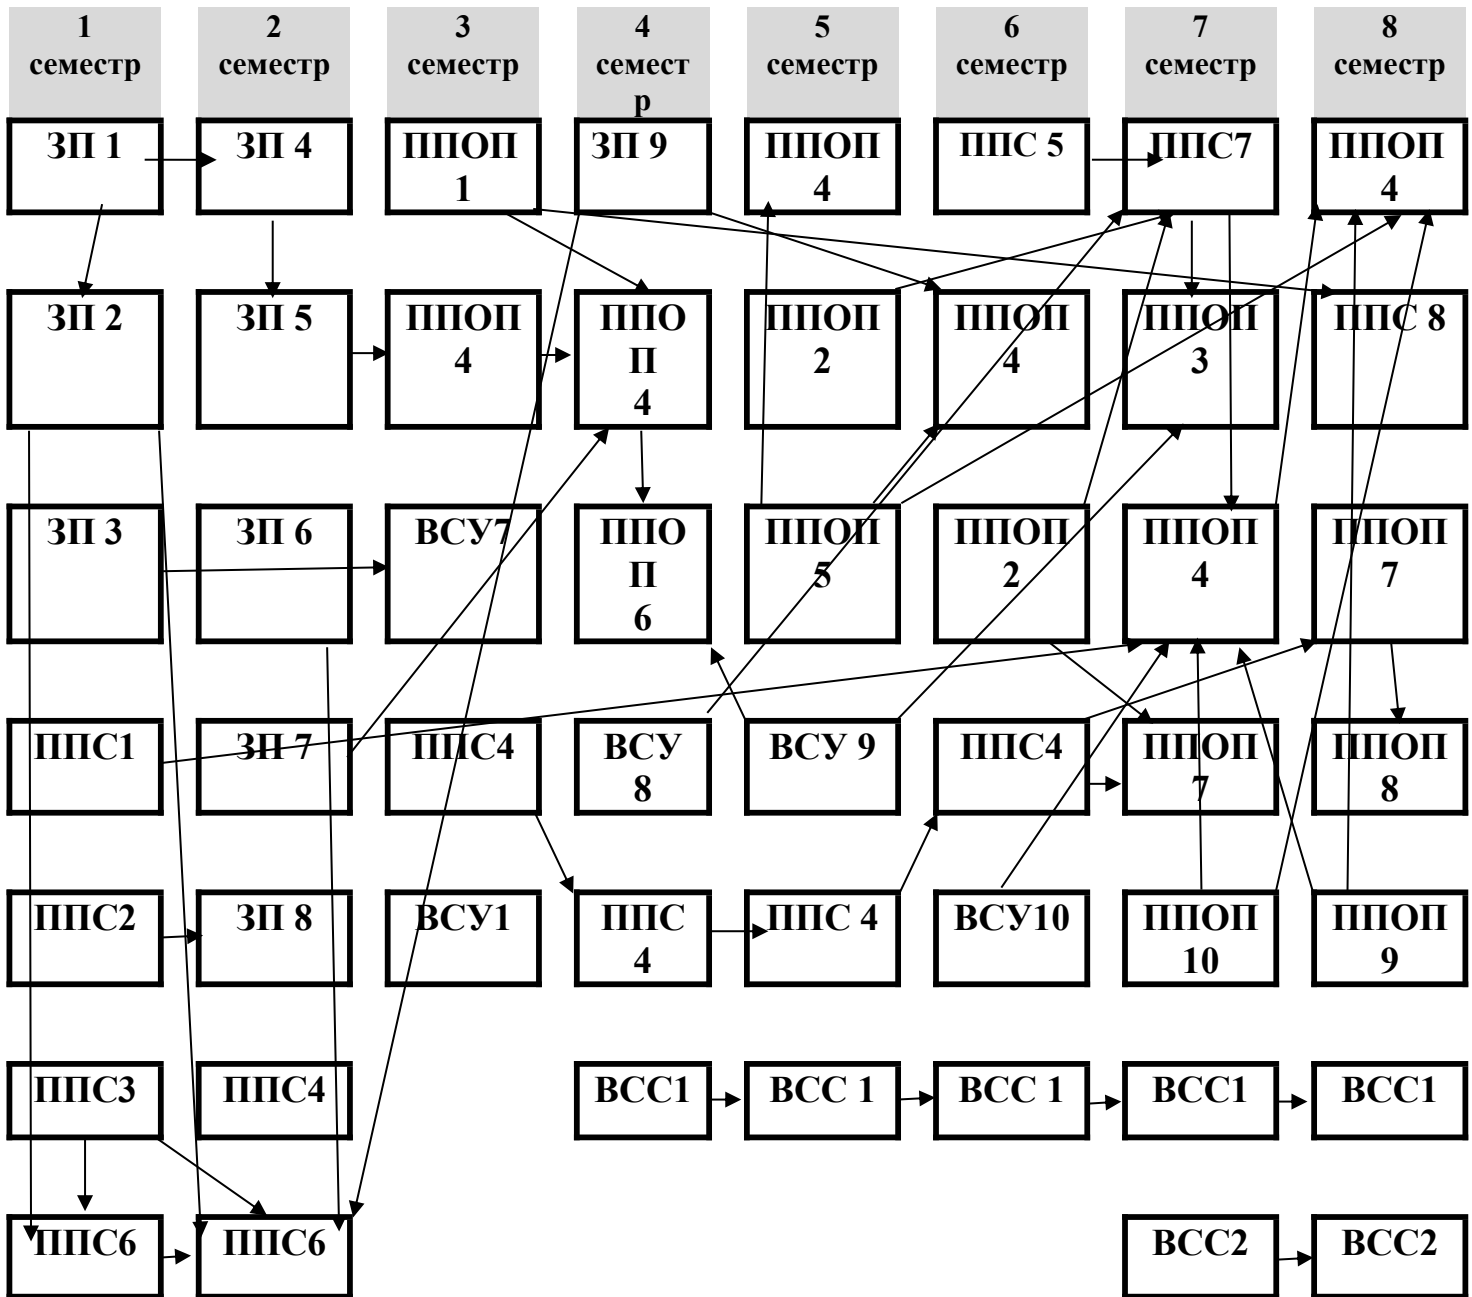 1 семестр
2 семестр
3 семестр
4 семест р
5 семестр
6 семестр
7 семестр
8 семестр
ЗП 1
ЗП 4
ППОП 1
ЗП 9
ППОП 4
ППС 5
ППС7
ППОП 4
ЗП 2
ЗП 5
ППОП 4
ППО П 4
ППОП 2
ППОП 4
ППОП 3
ППС 8
ЗП 3
ЗП 6
ВСУ7
ППО П 6
ППОП 5
ППОП 2
ППОП 4
ППОП 7
ППС1
ЗП 7
ППС4
ВСУ 8
ВСУ 9
ППС4
ППОП 7
ППОП 8
ППС2
ЗП 8
ВСУ1
ППС 4
ППС 4
ВСУ10
ППОП 10
ППОП 9
ППС3
ППС4
ВСС1
ВСС 1
ВСС 1
ВСС1
ВСС1
ППС6
ППС6
ВСС2
ВСС2